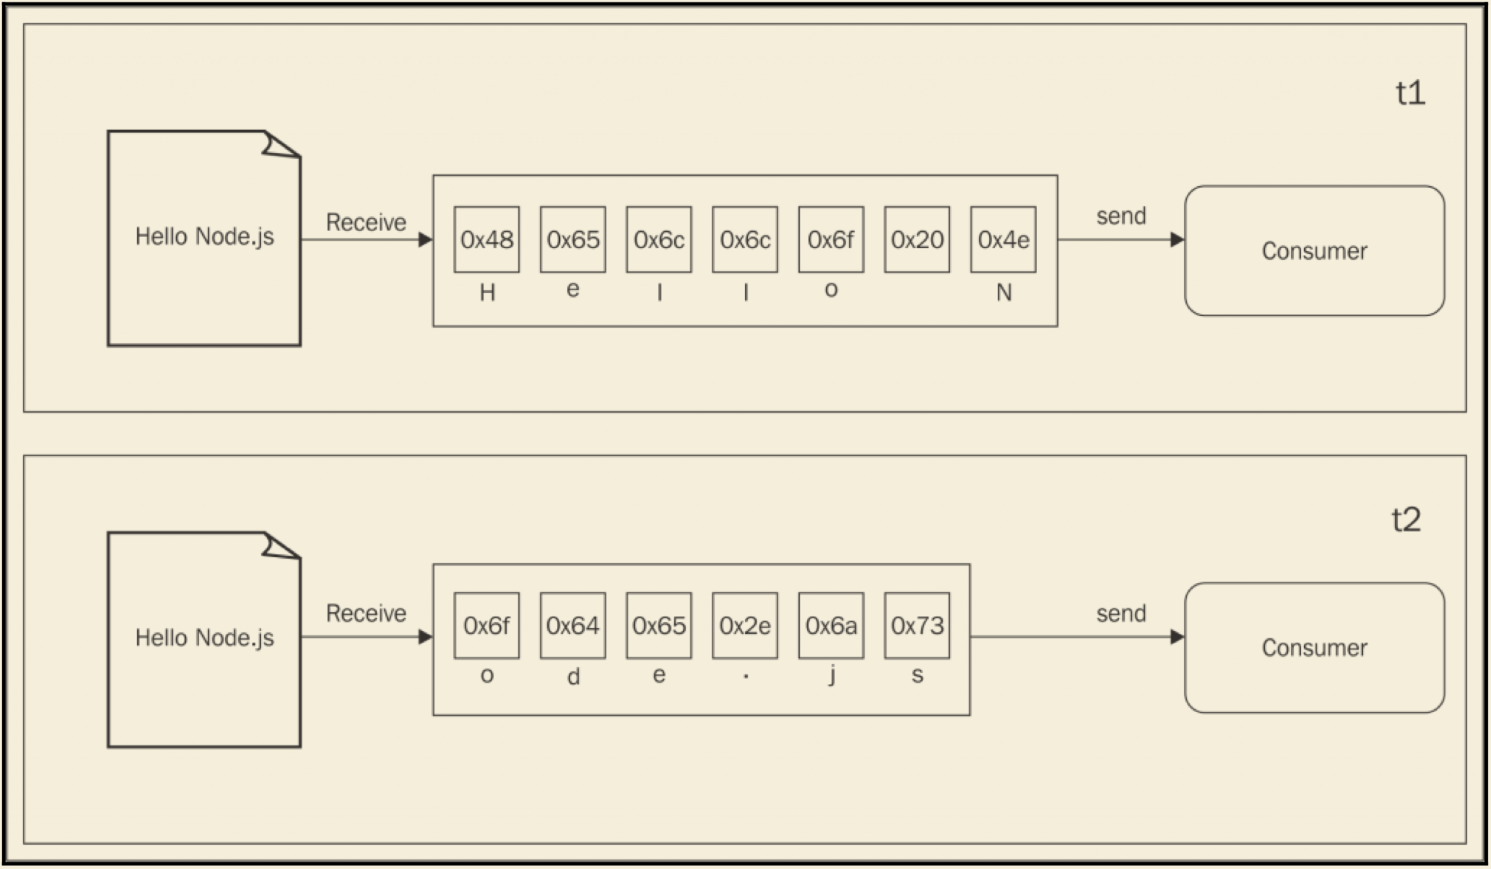 t1
Hello Node.js
Receive
0x48 0x65 0x6c 0x6c 0x6f 0x20 0x4e
H e l l o N
send
Consumer
t2
Hello Node.js
Receive
0x6f 0x64 0x65 0x2e 0x6a 0x73
o d e . j s
send
Consumer